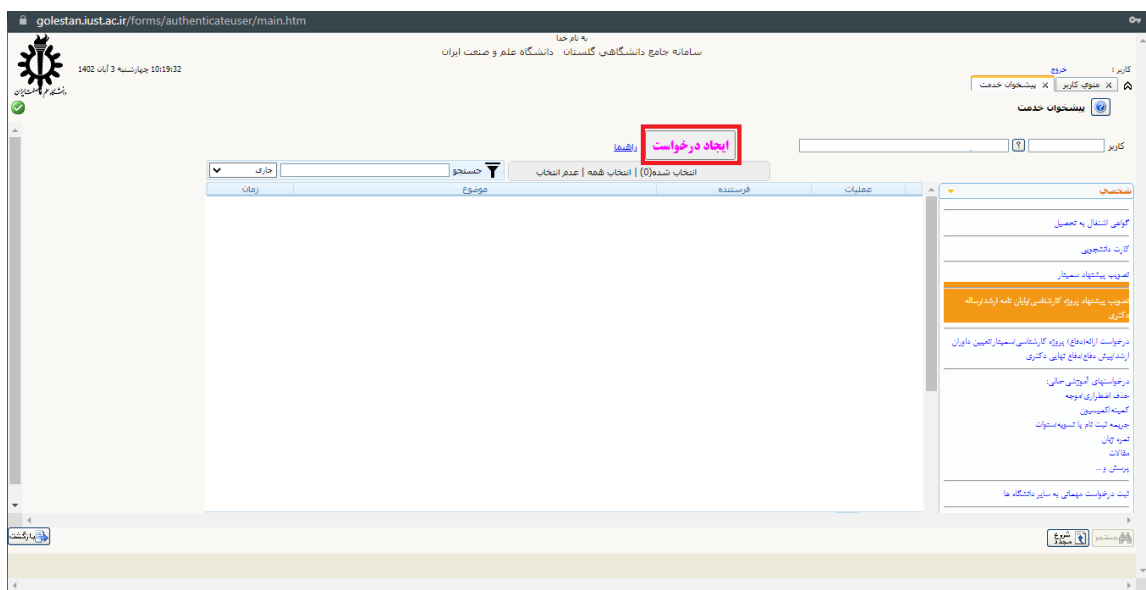 golestan.iust.ac.ir/forms/authenticateuser/main.htm
به نام خدا
سامانه جامع دانشگاهی گلستان دانشگاه علم و صنعت ایران
10:19:32 چهارشنبه 3 آبان 1402
کاربر :
خروج
منوي کاربر X
پیشخوان خدمت X
پیشخوان خدمت
کاربر
?
ایجاد درخواست
راهنما
انتخاب شده(0) | انتخاب همه | عدم انتخاب
جستجو
جاری
عملیات
فرستنده
موضوع
زمان
شخصي
گواهی اشتغال به تحصیل
کارت دانشجویی
تصویب پیشنهاد سمینار
تصویب پیشنهاد پروژه کارشناسی/پایان نامه ارشد/رساله
دکتری
درخواست ارائه(دفاع) پروژه کارشناسی/سمینار/تعیین داوران
ارشد/پیش دفاع/دفاع نهایی دکتری
درخواستهای آموزشی-مالی:
حذف اضطراری/موجه
کمیته/کمیسیون
جریمه ثبت نام یا تسویه/سنوات
نمره زبان
مقالات
پرسش و ...
ثبت درخواست مهمانی به سایر دانشگاه ها
جستجو
شروع مجدد
بازگشت